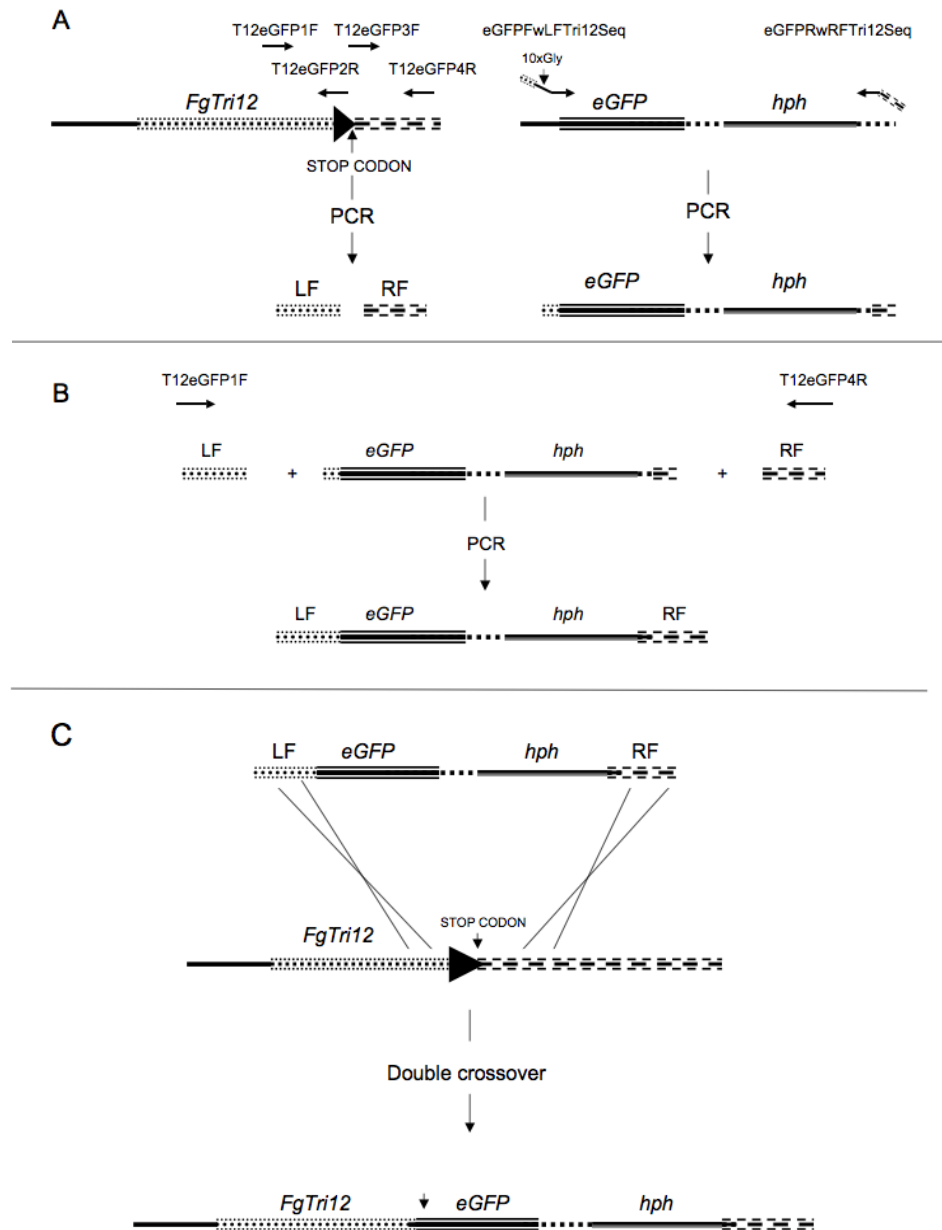 A
T12eGFP1F T12eGFP3F
T12eGFP2R T12eGFP4R
FgTri12
STOP CODON
PCR
LF RF
eGFPFwLFTri12Seq eGFPRwRFTri12Seq
10xGly
eGFP hph
PCR
eGFP hph
B
T12eGFP1F T12eGFP4R
LF + eGFP hph + RF
PCR
LF eGFP hph RF
C
LF eGFP hph RF
STOP CODON
FgTri12
Double crossover
FgTri12 eGFP hph